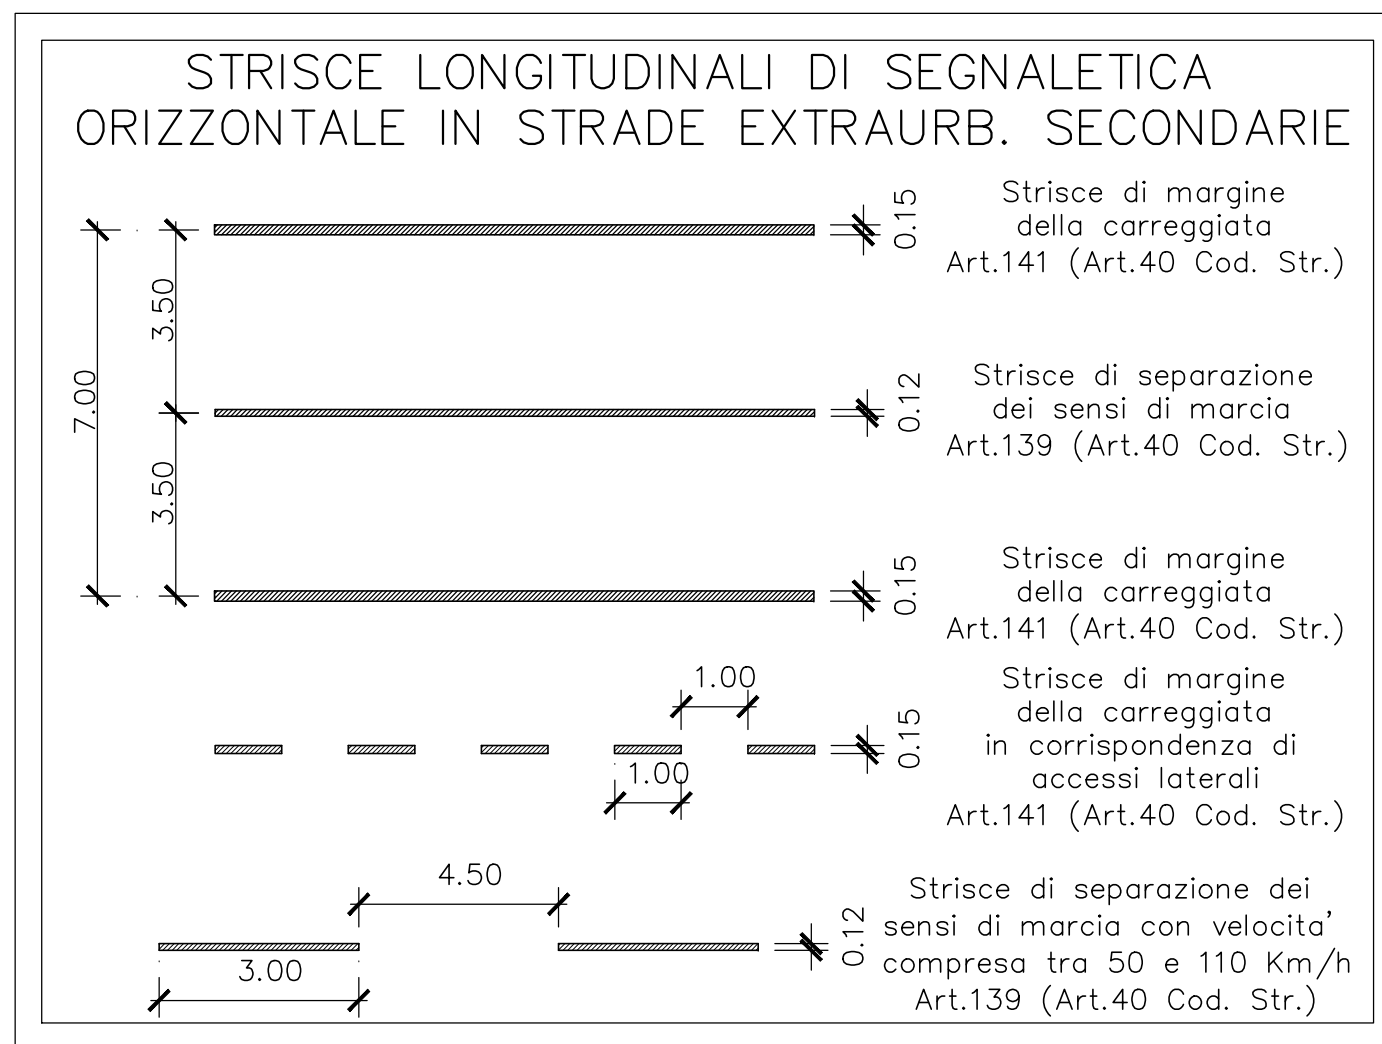 STRISCE LONGITUDINALI DI SEGNALETICA
ORIZZONTALE IN STRADE EXTRAURB. SECONDARIE
Strisce di margine
della carreggiata
Art.141 (Art.40 Cod. Str.)
0.15
3.50
7.00
Strisce di separazione
dei sensi di marcia
Art.139 (Art.40 Cod. Str.)
0.12
3.50
Strisce di margine
della carreggiata
Art.141 (Art.40 Cod. Str.)
0.15
1.00
Strisce di margine
della carreggiata
in corrispondenza di
accessi laterali
Art.141 (Art.40 Cod. Str.)
0.15
1.00
4.50
Strisce di separazione dei
sensi di marcia con velocita'
compresa tra 50 e 110 Km/h
Art.139 (Art.40 Cod. Str.)
0.12
3.00